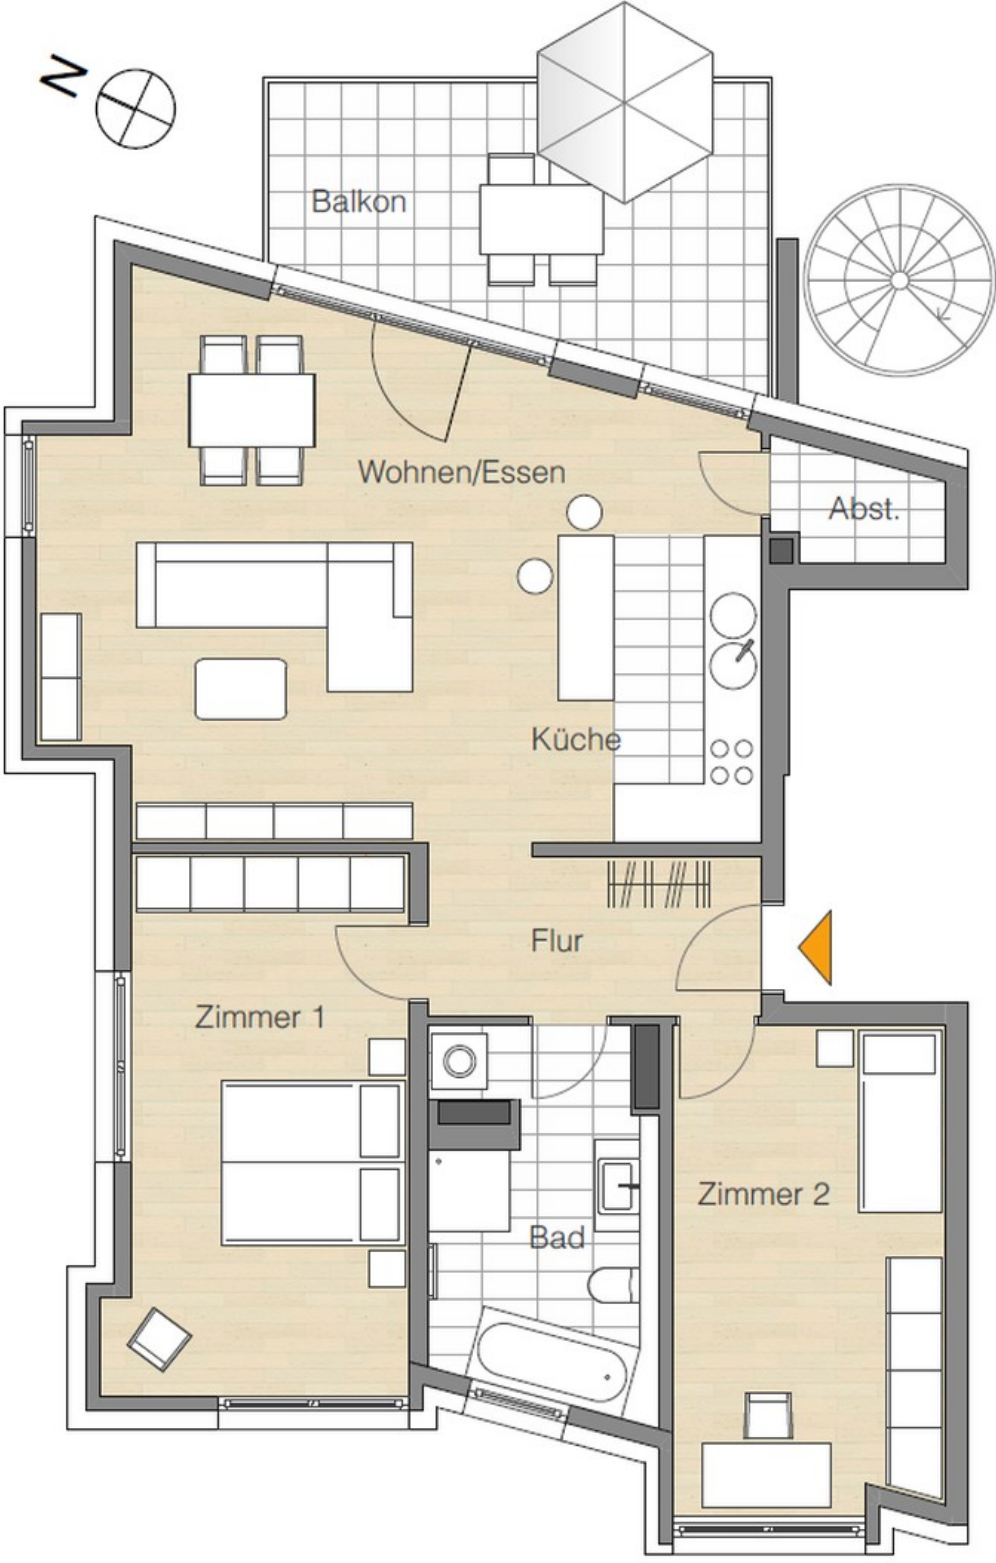 N
Balkon
Wohnen/Essen
Abst.
Küche
Flur
Zimmer 1
Zimmer 2
Bad